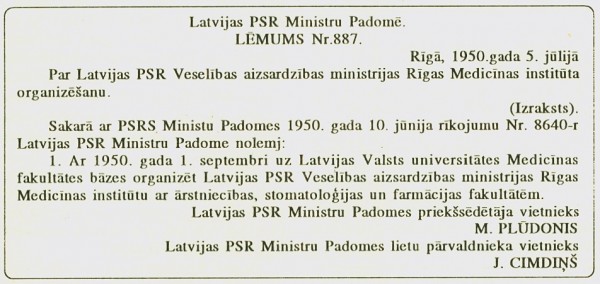 Latvijas PSR Ministru Padomē.
LĒMUMS Nr.887.
Rīgā, 1950.gada 5. jūlijā
Par Latvijas PSR Veselības aizsardzības ministrijas Rīgas Medicīnas institūta
organizēšanu.
(Izraksts).
Sakarā ar PSRS Ministu Padomes 1950. gada 10. jūnija rīkojumu Nr. 8640-r
Latvijas PSR Ministru Padome nolemj:
1. Ar 1950. gada 1. septembri uz Latvijas Valsts universitātes Medicīnas
fakultātes bāzes organizēt Latvijas PSR Veselības aizsardzības ministrijas Rīgas
Medicīnas institūtu ar ārstniecības, stomatoloģijas un farmācijas fakultātēm.
Latvijas PSR Ministru Padomes priekšsēdētāja vietnieks
M. PLŪDONIS
Latvijas PSR Ministru Padomes lietu pārvaldnieka vietnieks
J. CIMDIŅŠ